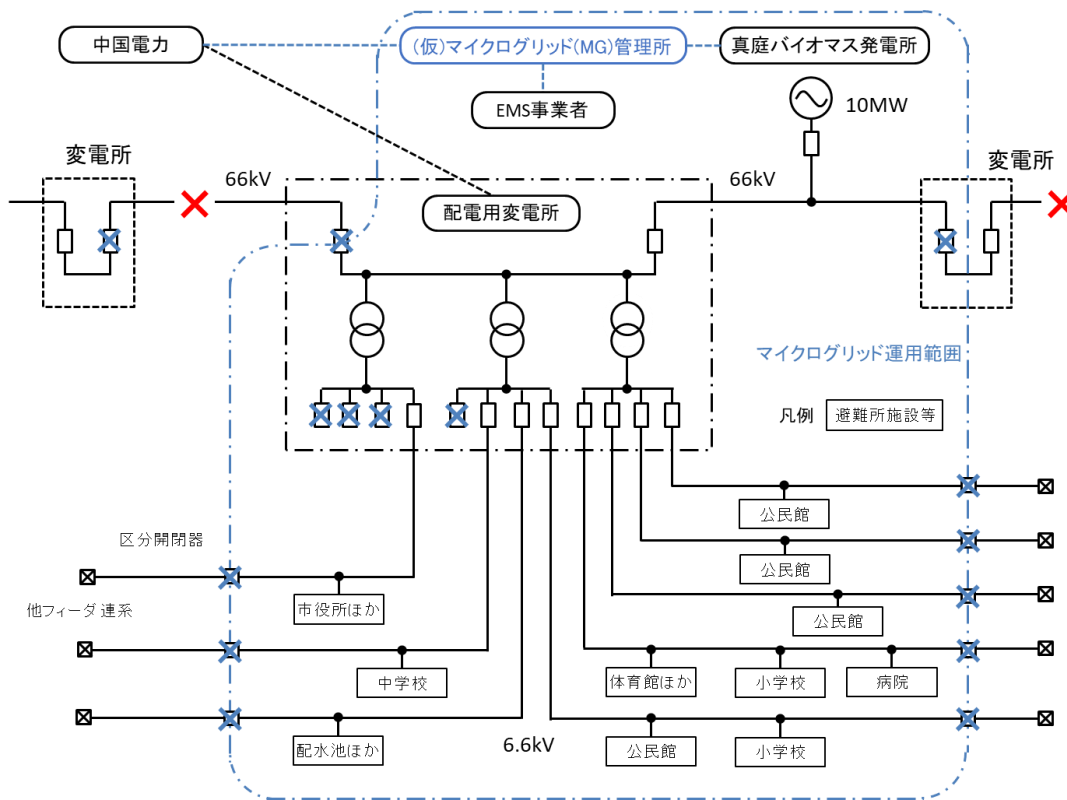 中国電力
(仮)マイクログリッド(MG)管理所
真庭バイオマス発電所
EMS事業者
10MW
変電所
変電所
66kV
66kV
配電用変電所
マイクログリッド運用範囲
凡例
避難所施設等
公民館
区分開閉器
公民館
市役所ほか
他フィーダ連系
公民館
中学校
体育館ほか
小学校
病院
配水池ほか
6.6kV
公民館
小学校